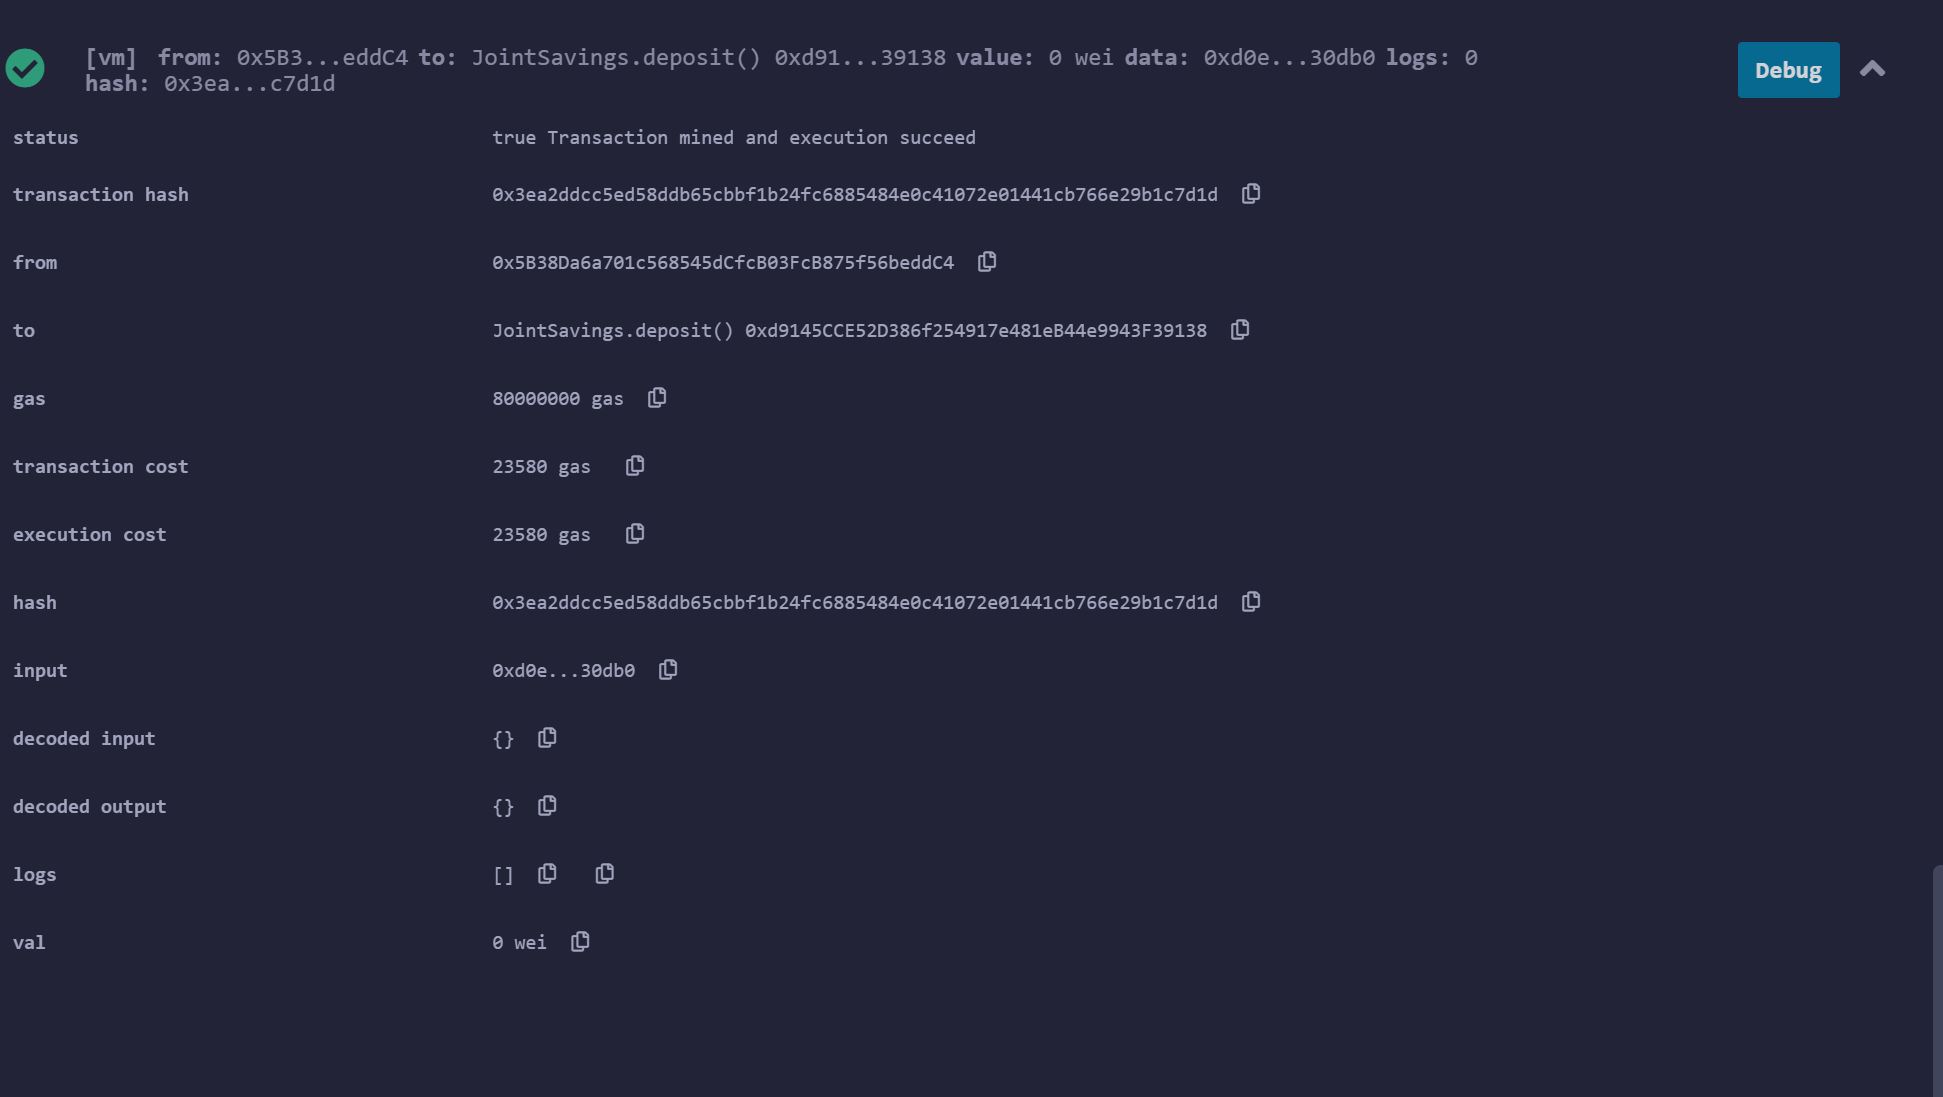 [vm] from: 0x5B3...eddC4 to: JointSavings.deposit() 0xd91...39138 value: 0 wei data: 0xd0e...30db0 logs: 0
hash: 0x3ea...c7d1d
Debug
status true Transaction mined and execution succeed
transaction hash 0x3ea2ddcc5ed58ddb65cbbf1b24fc6885484e0c41072e01441cb766e29b1c7d1d
from 0x5B38Da6a701c568545dCfcB03FcB875f56beddC4
to JointSavings.deposit() 0xd9145CCE52D386f254917e481eB44e9943F39138
gas 80000000 gas
transaction cost 23580 gas
execution cost 23580 gas
hash 0x3ea2ddcc5ed58ddb65cbbf1b24fc6885484e0c41072e01441cb766e29b1c7d1d
input 0xd0e...30db0
decoded input {}
decoded output {}
logs []
val 0 wei